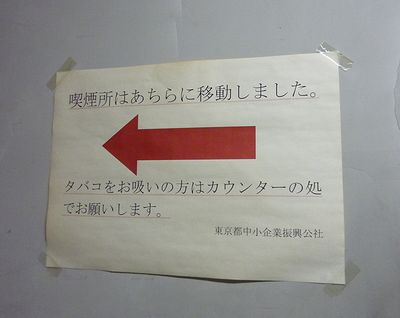 喫煙所はあちらに移動しました。
タバコをお吸いの方はカウンターの処
でお願いします。
東京都中小企業振興公社